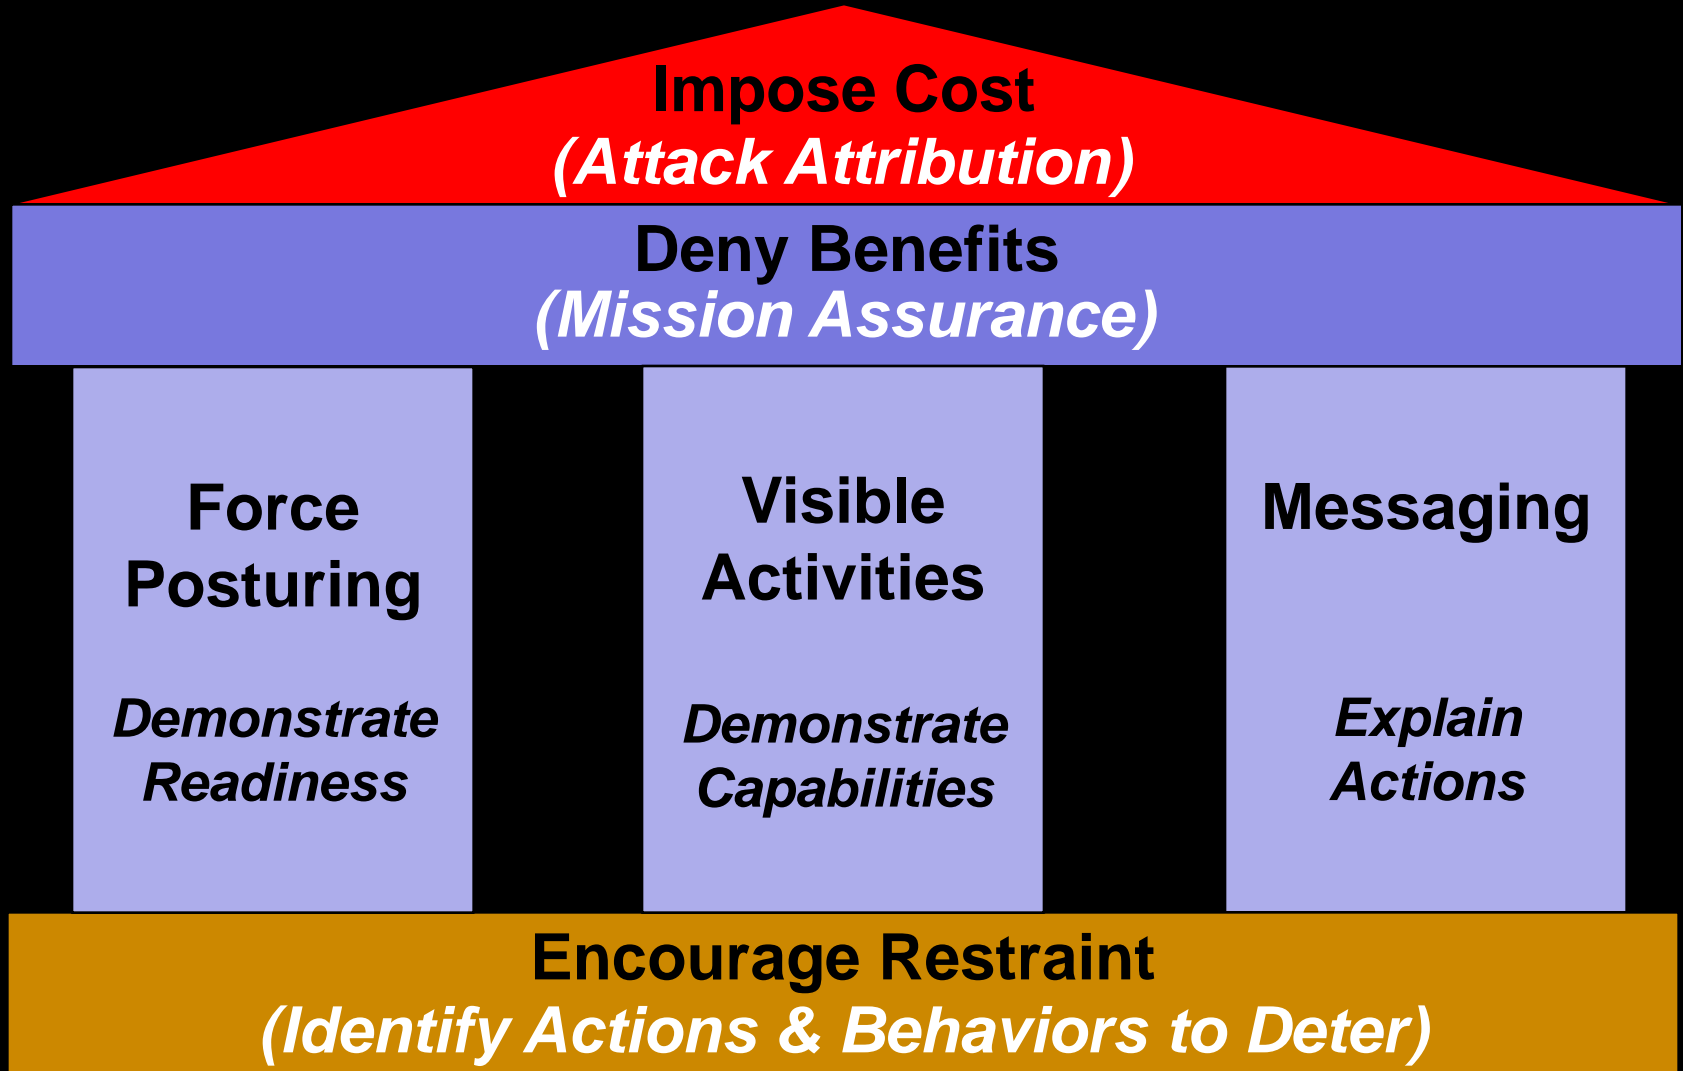 Impose Cost
(Attack Attribution)
Deny Benefits
(Mission Assurance)
Force
Posturing
Demonstrate
Readiness
Visible
Activities
Demonstrate
Capabilities
Messaging
Explain
Actions
Encourage Restraint
(Identify Actions & Behaviors to Deter)